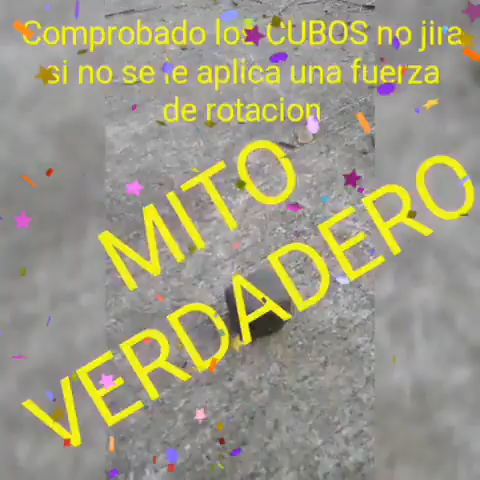 Comprobado los CUBOS no jira
si no se le aplica una fuerza
de rotacion
MITO
VERDADERO